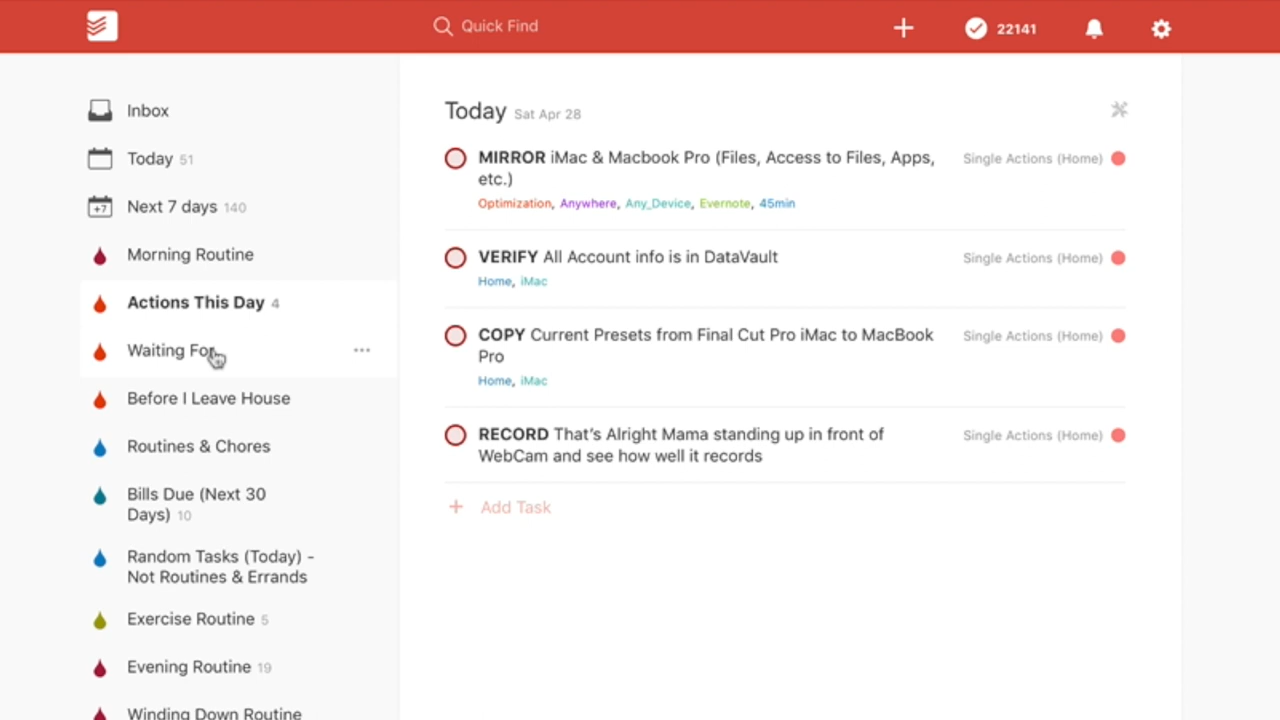 Quick Find
22141
Inbox
Today 51
Next 7 days 140
Morning Routine
Actions This Day 4
Waiting For
Before I Leave House
Routines & Chores
Bills Due (Next 30
Days) 10
Random Tasks (Today) -
Not Routines & Errands
Exercise Routine 5
Evening Routine 19
Winding Down Routine
Today Sat Apr 28
MIRROR iMac & Macbook Pro (Files, Access to Files, Apps,
etc.)
Single Actions (Home)
Optimization, Anywhere, Any_Device, Evernote, 45min
VERIFY All Account info is in DataVault
Single Actions (Home)
Home, iMac
COPY Current Presets from Final Cut Pro iMac to MacBook
Pro
Single Actions (Home)
Home, iMac
RECORD That's Alright Mama standing up in front of
WebCam and see how well it records
Single Actions (Home)
+ Add Task